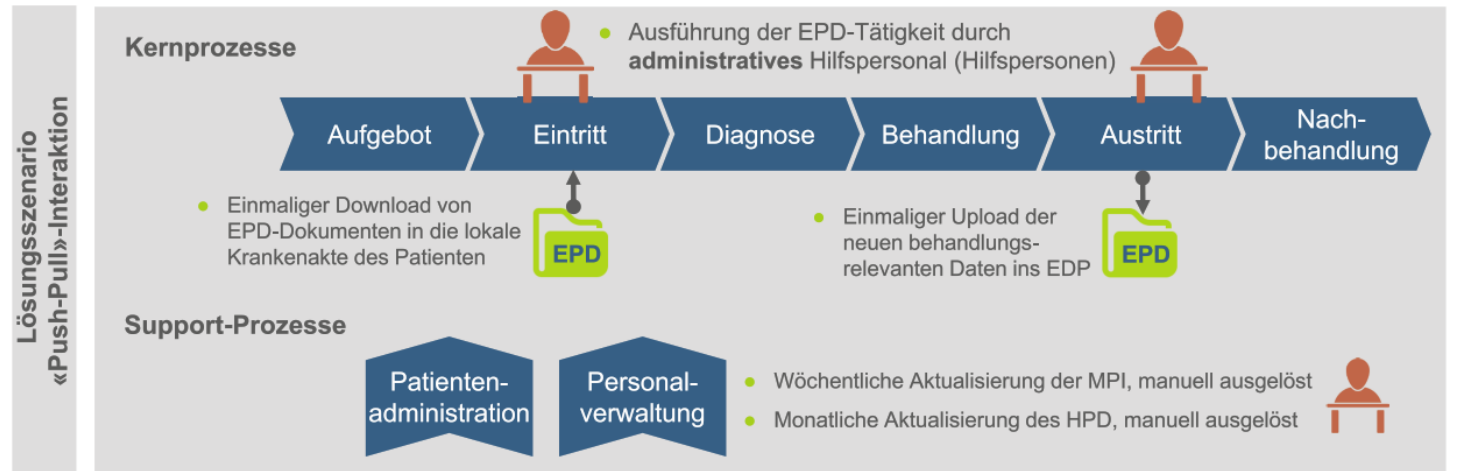 Lösungsszenario
«Push-Pull»-Interaktion
Kernprozesse
Ausführung der EPD-Tätigkeit durch
administratives Hilfspersonal (Hilfspersonen)
Aufgebot
Eintritt
Diagnose
Behandlung
Austritt
Nach-
behandlung
Einmaliger Download von
EPD-Dokumenten in die lokale
Krankenakte des Patienten
EPD
Einmaliger Upload der
neuen behandlungs-
relevanten Daten ins EDP
EPD
Support-Prozesse
Patienten-
administration
Personal-
verwaltung
Wöchentliche Aktualisierung der MPI, manuell ausgelöst
Monatliche Aktualisierung des HPD, manuell ausgelöst